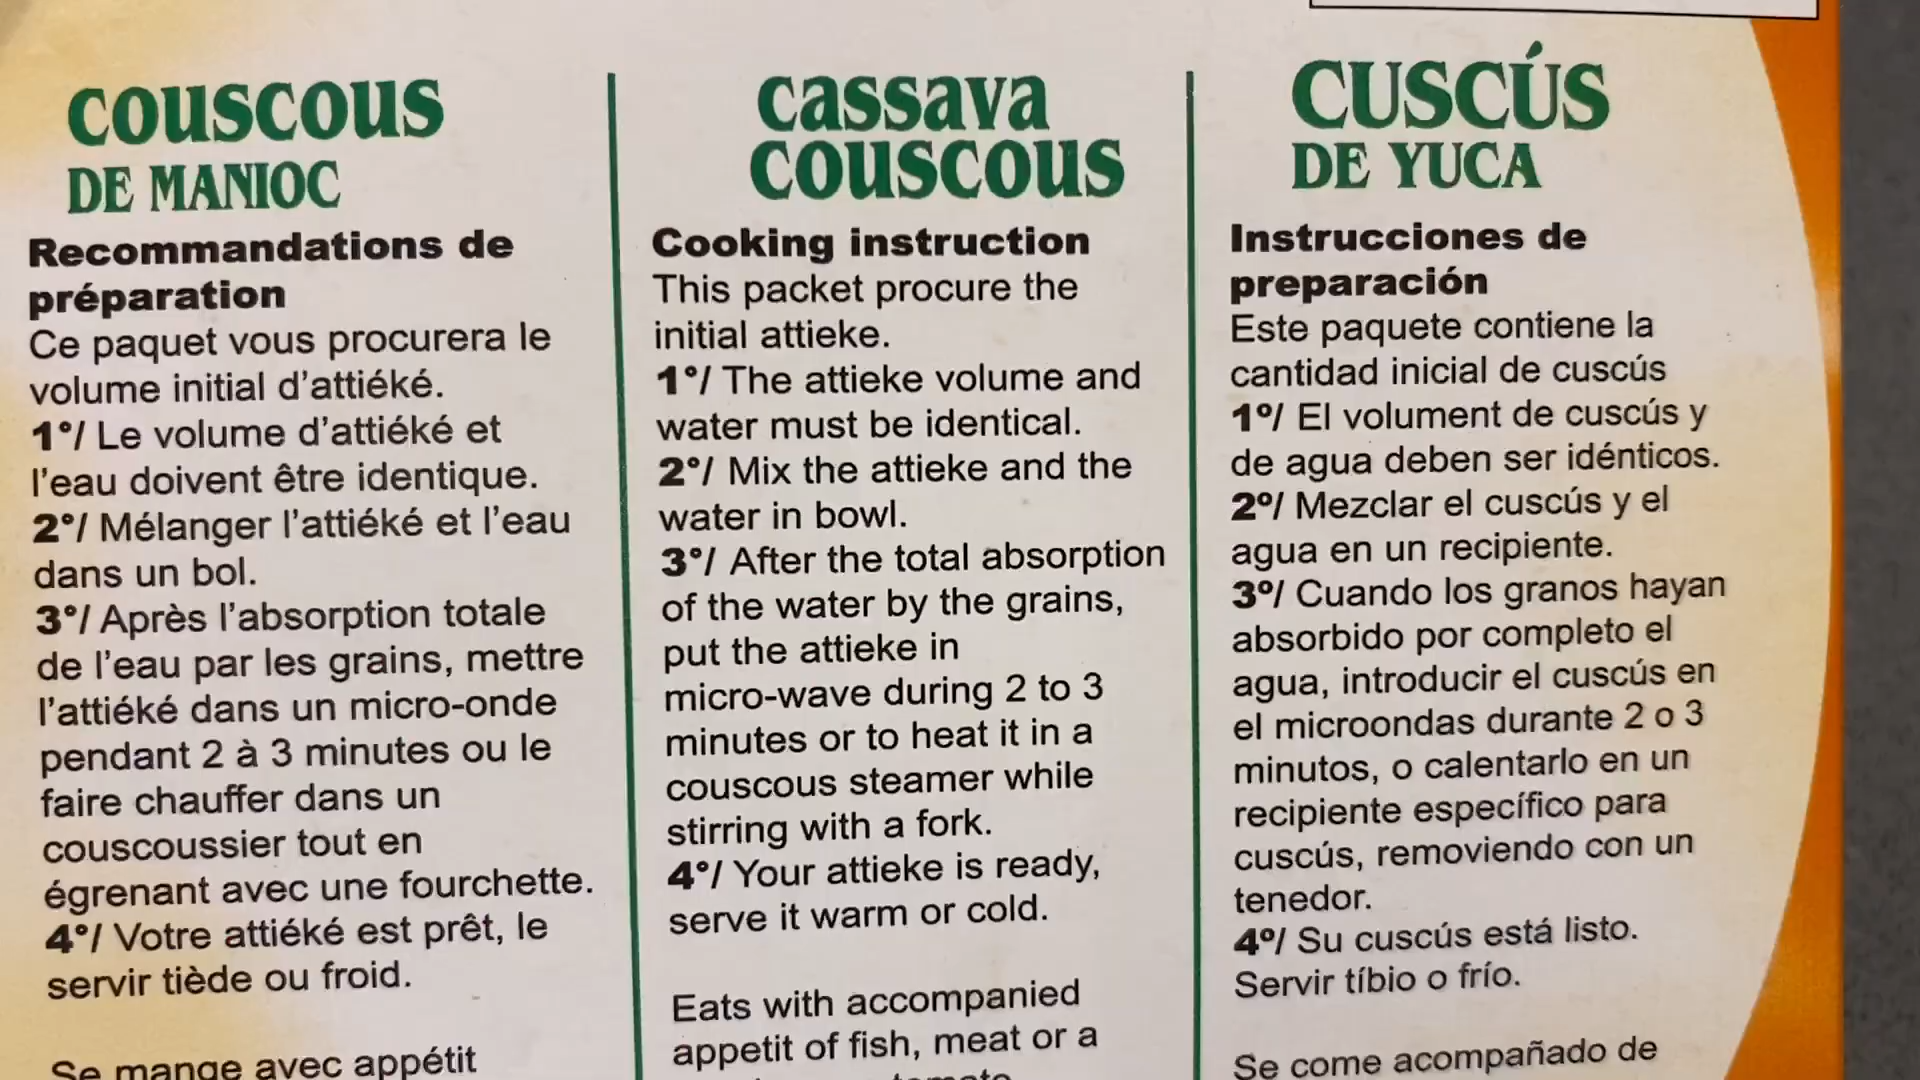 couscous
DE MANIOC
Recommandations de
préparation
Ce paquet vous procurera le
volume initial d'attiéké.
1°/ Le volume d'attiéké et
l'eau doivent être identique.
2°/ Mélanger l'attiéké et l'eau
dans un bol.
3°/ Après l'absorption totale
de l'eau par les grains, mettre
l'attiéké dans un micro-onde
pendant 2 à 3 minutes ou le
faire chauffer dans un
couscoussier tout en
égrenant avec une fourchette.
4°/ Votre attiéké est prêt, le
servir tiède ou froid.
Se mange avec appétit
cassava
couscous
Cooking instruction
This packet procure the
initial attieke.
1°/ The attieke volume and
water must be identical.
2°/ Mix the attieke and the
water in bowl.
3°/ After the total absorption
of the water by the grains,
put the attieke in
micro-wave during 2 to 3
minutes or to heat it in a
couscous steamer while
stirring with a fork.
4°/ Your attieke is ready,
serve it warm or cold.
Eats with accompanied
appetit of fish, meat or a
CUSCÚS
DE YUCA
Instrucciones de
preparación
Este paquete contiene la
cantidad inicial de cuscús
1º/ El volument de cuscús y
de agua deben ser idénticos.
2º/ Mezclar el cuscús y el
agua en un recipiente.
3º/ Cuando los granos hayan
absorbido por completo el
agua, introducir el cuscús en
el microondas durante 2 o 3
minutos, o calentarlo en un
recipiente específico para
cuscús, removiendo con un
tenedor.
4º/ Su cuscús está listo.
Servir tíbio o frío.
Se come acompañado de